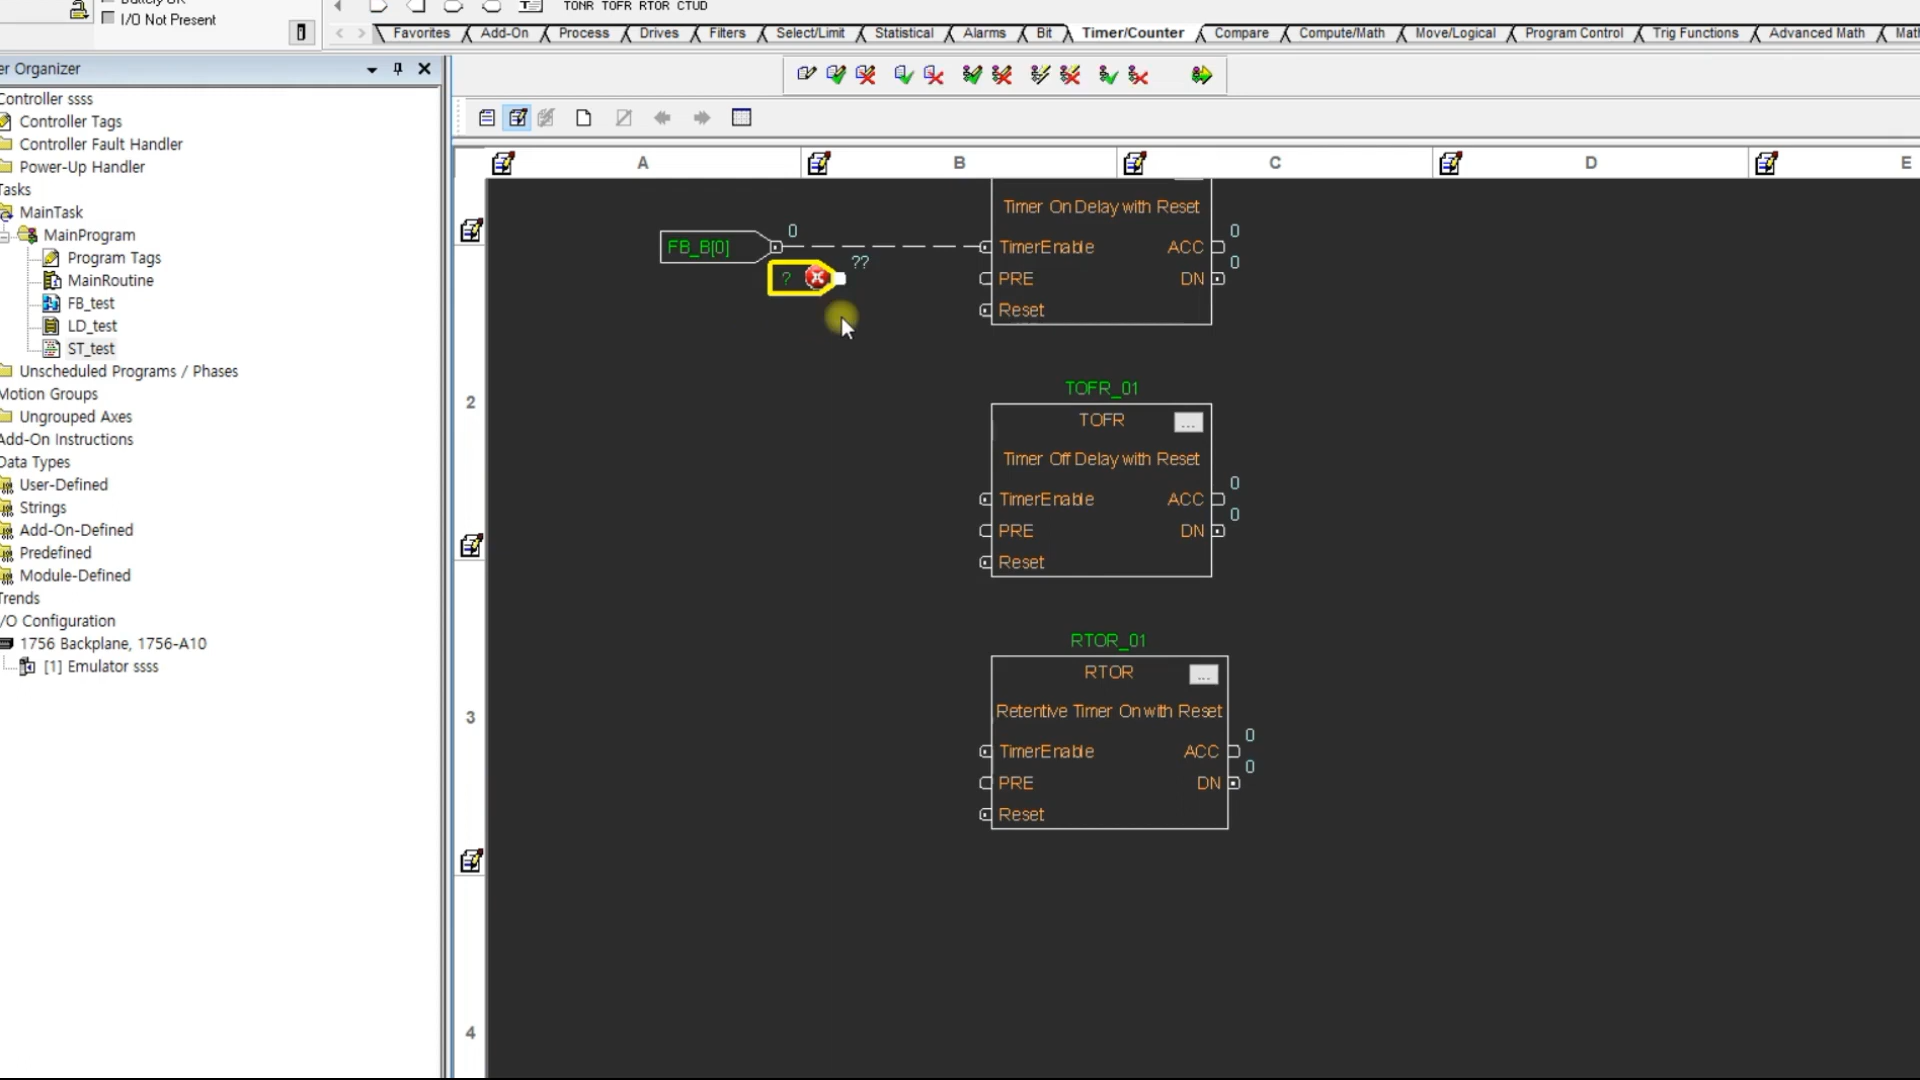 Battery OK
I/O Not Present
TONR TOFR RTOR CTUD
Favorites Add-On Process Drives Filters Select/Limit Statistical Alarms Bit Timer/Counter Compare Compute/Math Move/Logical Program Control Trig Functions Advanced Math Math
er Organizer
Controller ssss
Controller Tags
Controller Fault Handler
Power-Up Handler
Tasks
MainTask
MainProgram
Program Tags
MainRoutine
FB_test
LD_test
ST_test
Unscheduled Programs / Phases
Motion Groups
Ungrouped Axes
Add-On Instructions
Data Types
User-Defined
Strings
Add-On-Defined
Predefined
Module-Defined
Trends
I/O Configuration
1756 Backplane, 1756-A10
[1] Emulator ssss
A B C D E
2
3
4
FB_B[0]
0
?
??
Timer On Delay with Reset
TimerEnable ACC 0
PRE DN 0
Reset
TOFR_01
TOFR ...
Timer Off Delay with Reset
TimerEnable ACC 0
PRE DN 0
Reset
RTOR_01
RTOR ...
Retentive Timer On with Reset
TimerEnable ACC 0
PRE DN 0
Reset